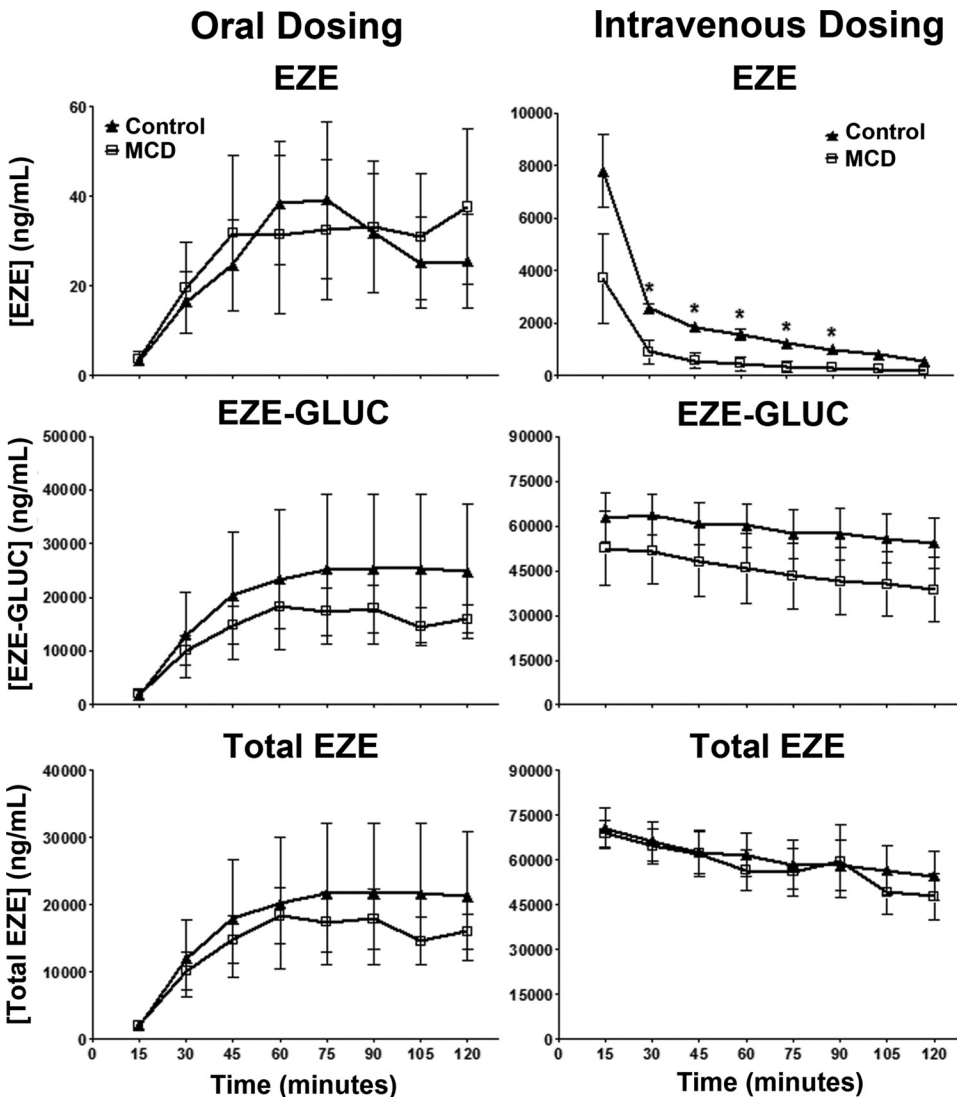 Oral Dosing
Intravenous Dosing
EZE
[EZE] (ng/mL)
60
40
20
0
Control
MCD
EZE
10000
8000
6000
4000
2000
0
Control
MCD
*
*
*
*
*
EZE-GLUC
[EZE-GLUC] (ng/mL)
50000
40000
30000
20000
10000
0
EZE-GLUC
90000
75000
60000
45000
30000
15000
0
Total EZE
[Total EZE] (ng/mL)
40000
30000
20000
10000
0
0 15 30 45 60 75 90 105 120
Time (minutes)
Total EZE
90000
75000
60000
45000
30000
15000
0
0 15 30 45 60 75 90 105 120
Time (minutes)